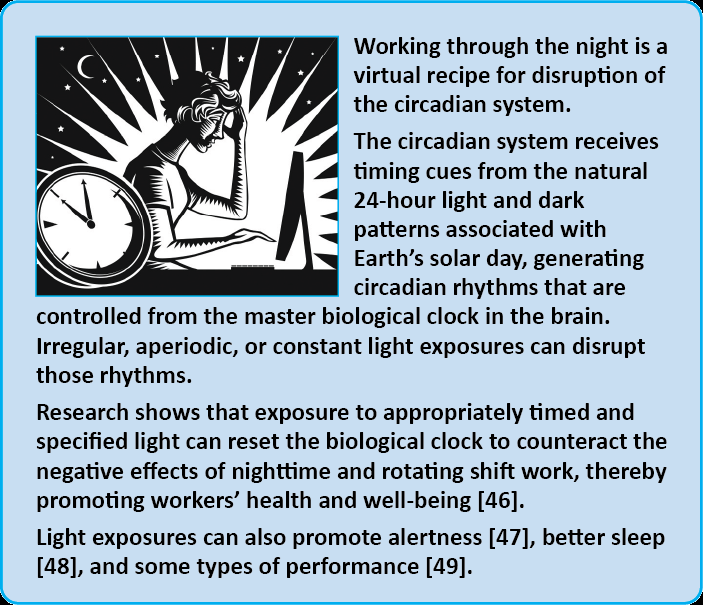 Working through the night is a
virtual recipe for disruption of
the circadian system.
The circadian system receives
timing cues from the natural
24-hour light and dark
patterns associated with
Earth’s solar day, generating
circadian rhythms that are
controlled from the master biological clock in the brain.
Irregular, aperiodic, or constant light exposures can disrupt
those rhythms.
Research shows that exposure to appropriately timed and
specified light can reset the biological clock to counteract the
negative effects of nighttime and rotating shift work, thereby
promoting workers’ health and well-being [46].
Light exposures can also promote alertness [47], better sleep
[48], and some types of performance [49].